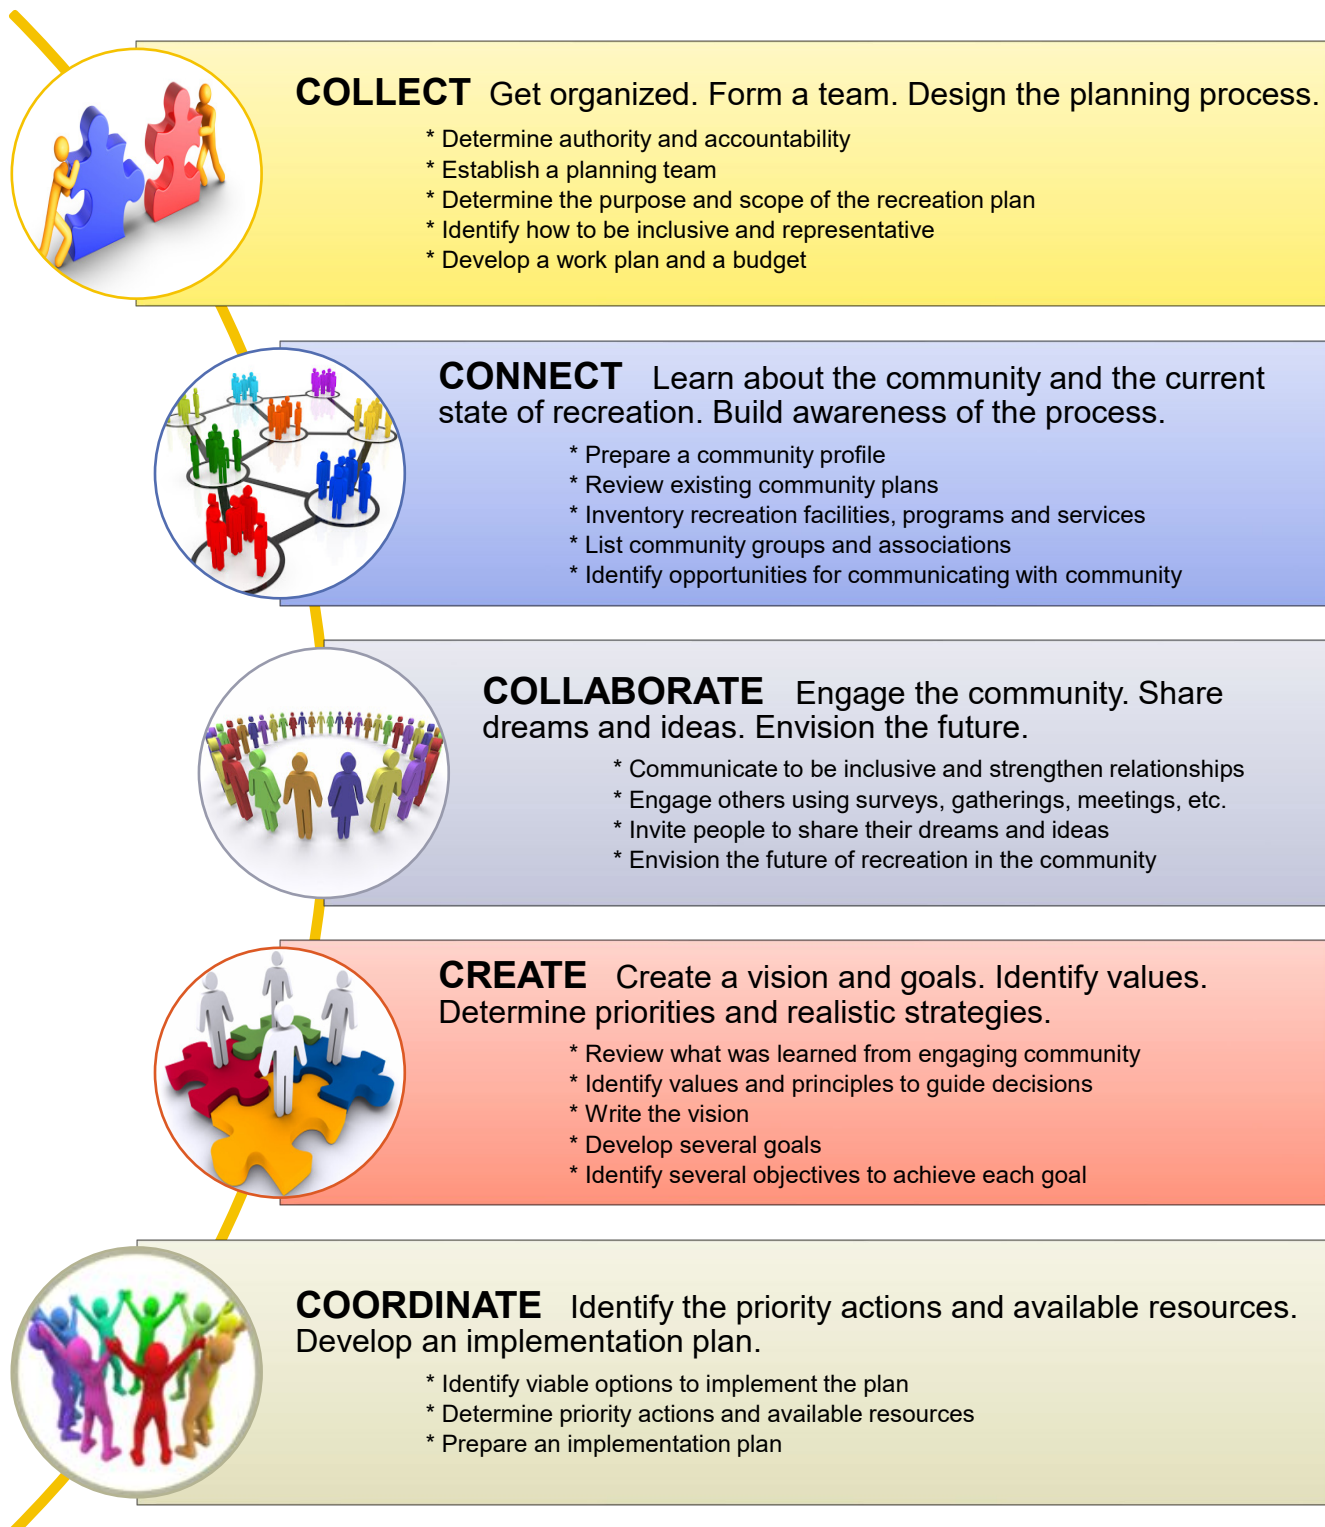 COLLECT Get organized. Form a team. Design the planning process.
* Determine authority and accountability
* Establish a planning team
* Determine the purpose and scope of the recreation plan
* Identify how to be inclusive and representative
* Develop a work plan and a budget
CONNECT Learn about the community and the current
state of recreation. Build awareness of the process.
* Prepare a community profile
* Review existing community plans
* Inventory recreation facilities, programs and services
* List community groups and associations
* Identify opportunities for communicating with community
COLLABORATE Engage the community. Share
dreams and ideas. Envision the future.
* Communicate to be inclusive and strengthen relationships
* Engage others using surveys, gatherings, meetings, etc.
* Invite people to share their dreams and ideas
* Envision the future of recreation in the community
CREATE Create a vision and goals. Identify values.
Determine priorities and realistic strategies.
* Review what was learned from engaging community
* Identify values and principles to guide decisions
* Write the vision
* Develop several goals
* Identify several objectives to achieve each goal
COORDINATE Identify the priority actions and available resources.
Develop an implementation plan.
* Identify viable options to implement the plan
* Determine priority actions and available resources
* Prepare an implementation plan